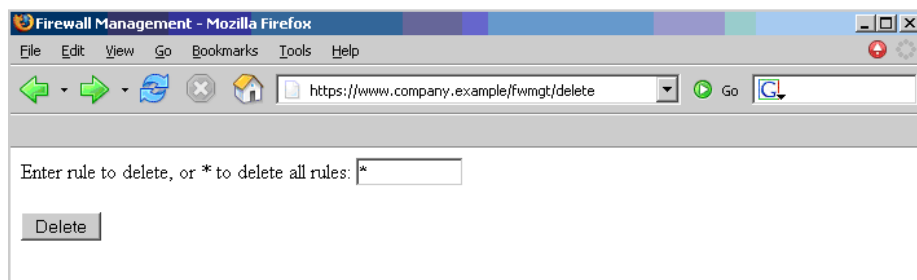 Firewall Management - Mozilla Firefox
File Edit View Go Bookmarks Tools Help
https://www.company.example/fwmgt/delete Go G
Enter rule to delete, or * to delete all rules: *
Delete